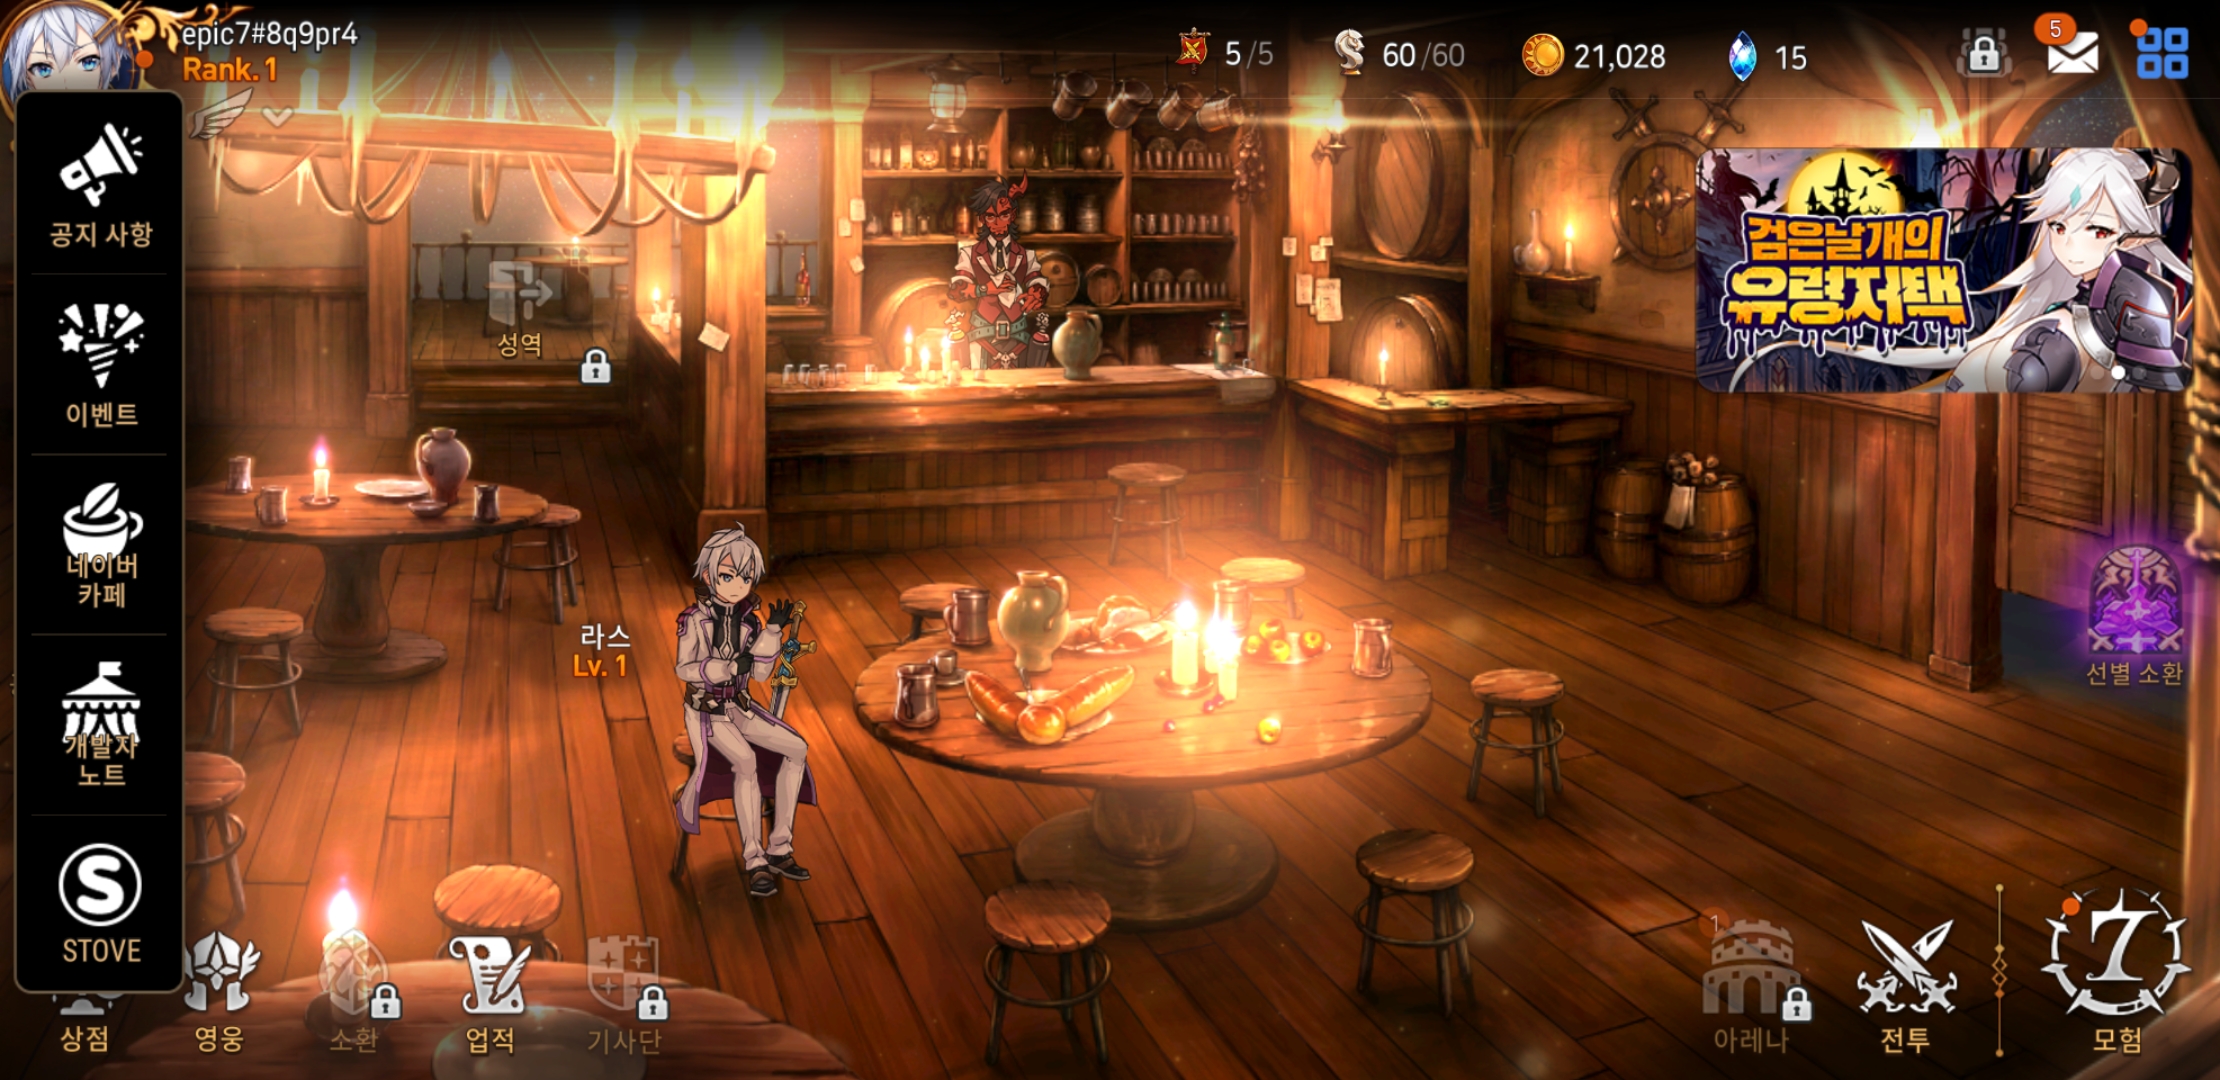 epic7#8q9pr4
Rank.1
5/5
60/60
21,028
15
5
공지 사항
이벤트
네이버
카페
개발자
노트
STOVE
성역
검은날개의
유령저택
라스
Lv. 1
선별 소환
상점
영웅
소환
업적
기사단
1
아레나
전투
7
모험